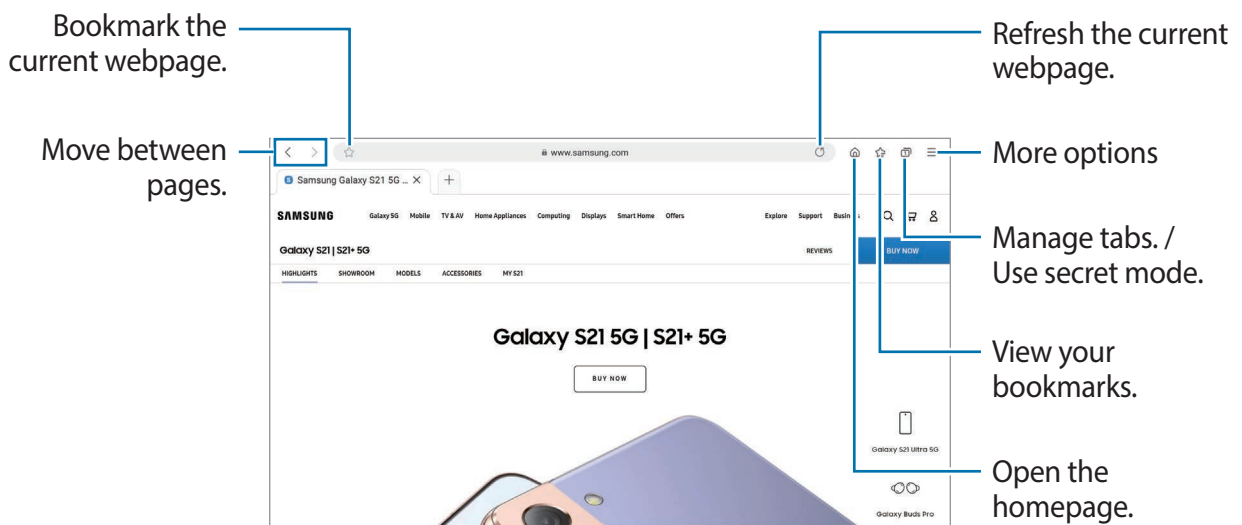 Bookmark the
current webpage.
Refresh the current
webpage.
Move between
pages.
More options
www.samsung.com
1
S Samsung Galaxy S21 5G ... X +
Manage tabs. /
Use secret mode.
SAMSUNG Galaxy 5G Mobile TV & AV Home Appliances Computing Displays Smart Home Offers Explore Support
Galaxy S21 | S21+ 5G REVIEWS BUY NOW
HIGHLIGHTS SHOWROOM MODELS ACCESSORIES MY S21
Galaxy S21 5G | S21+ 5G
BUY NOW
View your
bookmarks.
Galaxy S21 Ultra 5G
Open the
homepage.
Galaxy Buds Pro